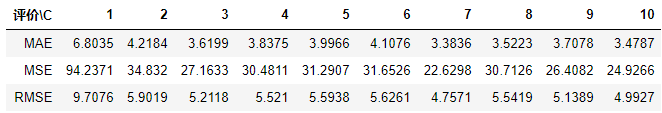 评价\C 1 2 3 4 5 6 7 8 9 10
MAE 6.8035 4.2184 3.6199 3.8375 3.9966 4.1076 3.3836 3.5223 3.7078 3.4787
MSE 94.2371 34.832 27.1633 30.4811 31.2907 31.6526 22.6298 30.7126 26.4082 24.9266
RMSE 9.7076 5.9019 5.2118 5.521 5.5938 5.6261 4.7571 5.5419 5.1389 4.9927